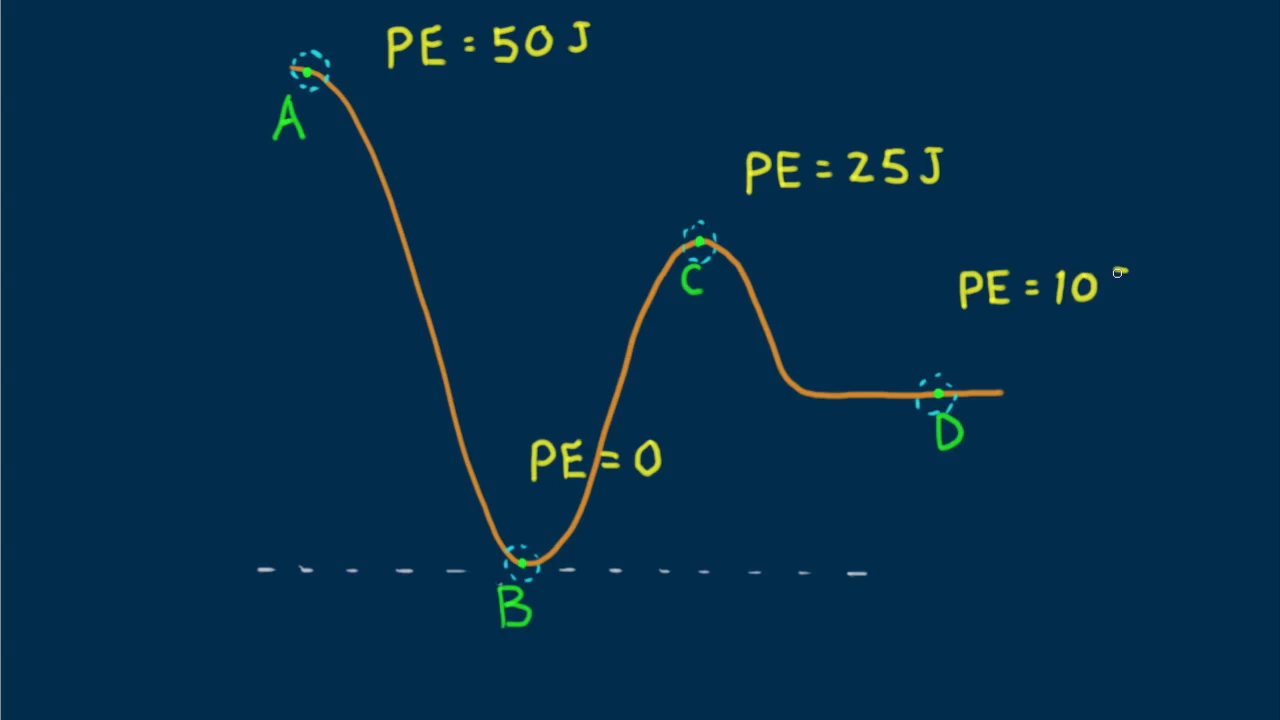 PE = 50 J
A
PE = 25 J
C
PE = 10
D
PE = 0
B